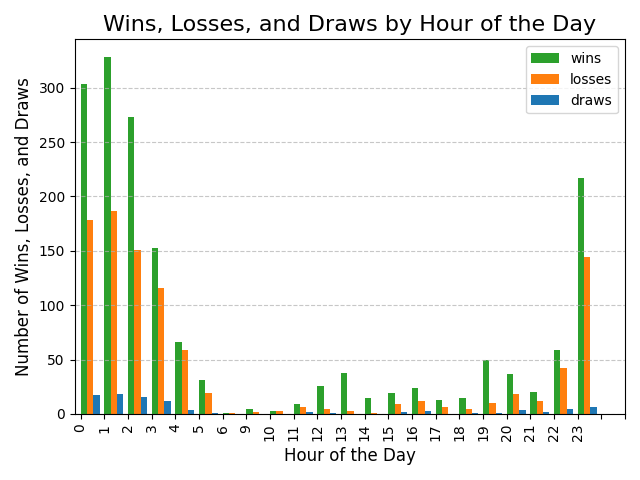 Wins, Losses, and Draws by Hour of the Day
wins
losses
draws
Number of Wins, Losses, and Draws
300
250
200
150
100
50
0
0 1 2 3 4 5 6 9 10 11 12 13 14 15 16 17 18 19 20 21 22 23
Hour of the Day